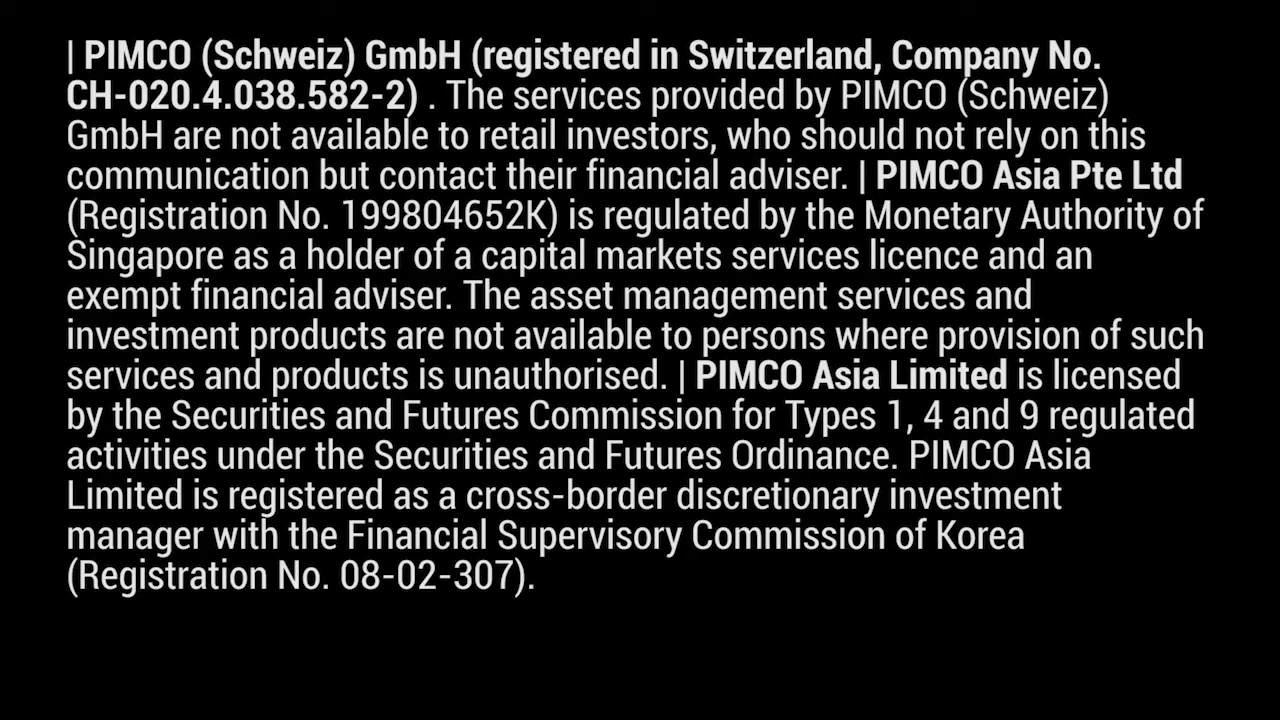 | PIMCO (Schweiz) GmbH (registered in Switzerland, Company No.
CH-020.4.038.582-2) . The services provided by PIMCO (Schweiz)
GmbH are not available to retail investors, who should not rely on this
communication but contact their financial adviser. | PIMCO Asia Pte Ltd
(Registration No. 199804652K) is regulated by the Monetary Authority of
Singapore as a holder of a capital markets services licence and an
exempt financial adviser. The asset management services and
investment products are not available to persons where provision of such
services and products is unauthorised. | PIMCO Asia Limited is licensed
by the Securities and Futures Commission for Types 1, 4 and 9 regulated
activities under the Securities and Futures Ordinance. PIMCO Asia
Limited is registered as a cross-border discretionary investment
manager with the Financial Supervisory Commission of Korea
(Registration No. 08-02-307).